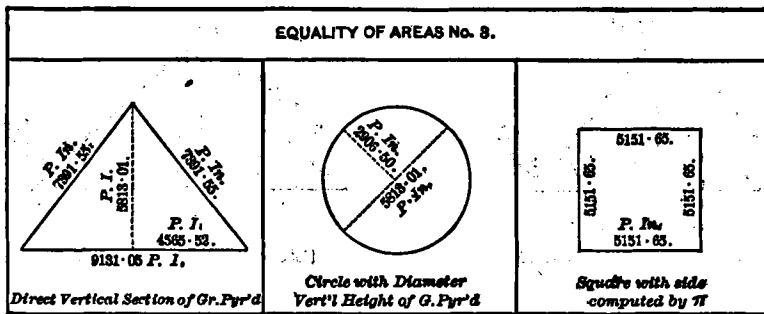 EQUALITY OF AREAS No. 3.
P. In.
7391·55.
P. I.
5813·01.
P. In.
7391·55.
P. I.
4565·52.
9131·05 P. I.
Direct Vertical Section of Gr. Pyr'd
P. In.
2906·50.
5813·01,
P. In,
Circle with Diameter
Vert'l Height of G. Pyr'd
5151·65.
5151·65.
5151·65.
P. In.
5151·65.
Square with side
computed by π